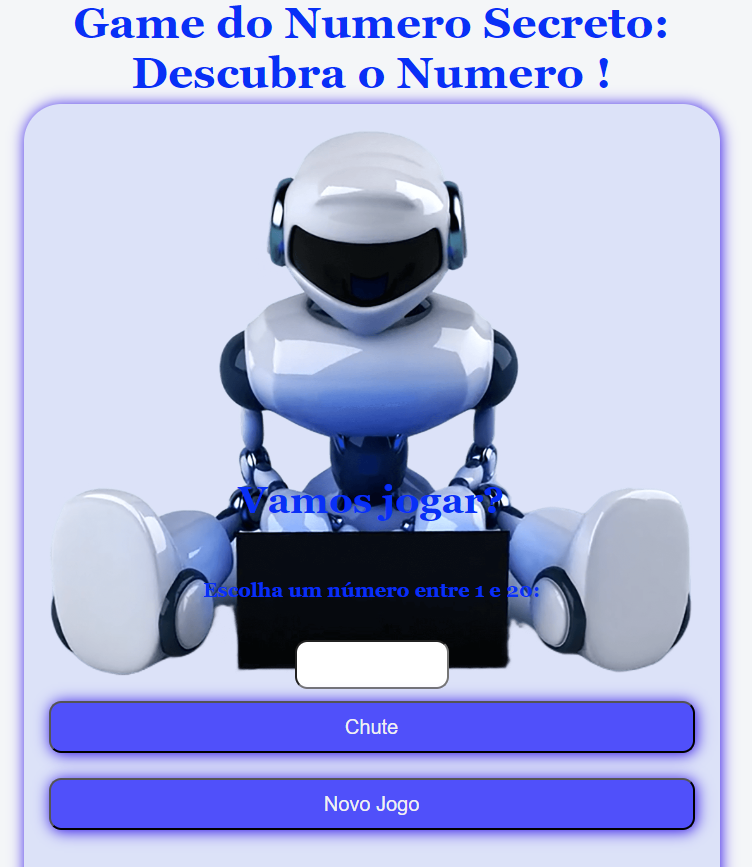 Game do Numero Secreto:
Descubra o Numero !
Vamos jogar?
Escolha um número entre 1 e 20:
Chute
Novo Jogo